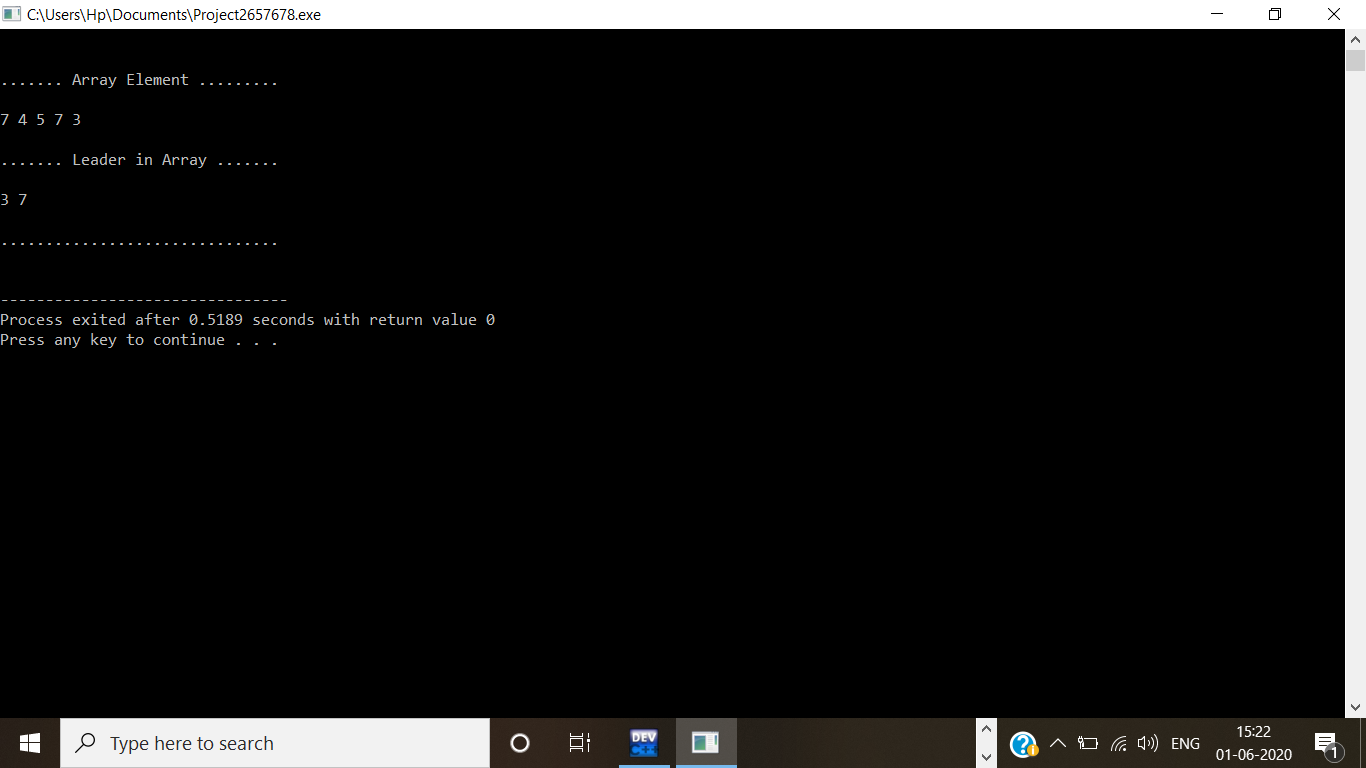 C:\Users\Hp\Documents\Project2657678.exe
....... Array Element .........
7 4 5 7 3
....... Leader in Array .......
3 7
...............................
--------------------------------
Process exited after 0.5189 seconds with return value 0
Press any key to continue . . .
Type here to search
DEV
C++
?
ENG
15:22
01-06-2020
1